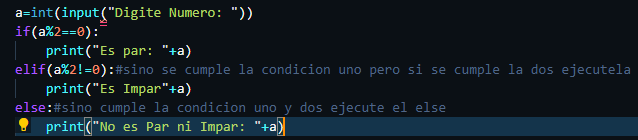 a=int(input("Digite Numero: "))
if(a%2==0):
    print("Es par: "+a)
elif(a%2!=0):#sino se cumple la condicion uno pero si se cumple la dos ejecutela
    print("Es Impar"+a)
else:#sino cumple la condicion uno y dos ejecute el else
    print("No es Par ni Impar: "+a)